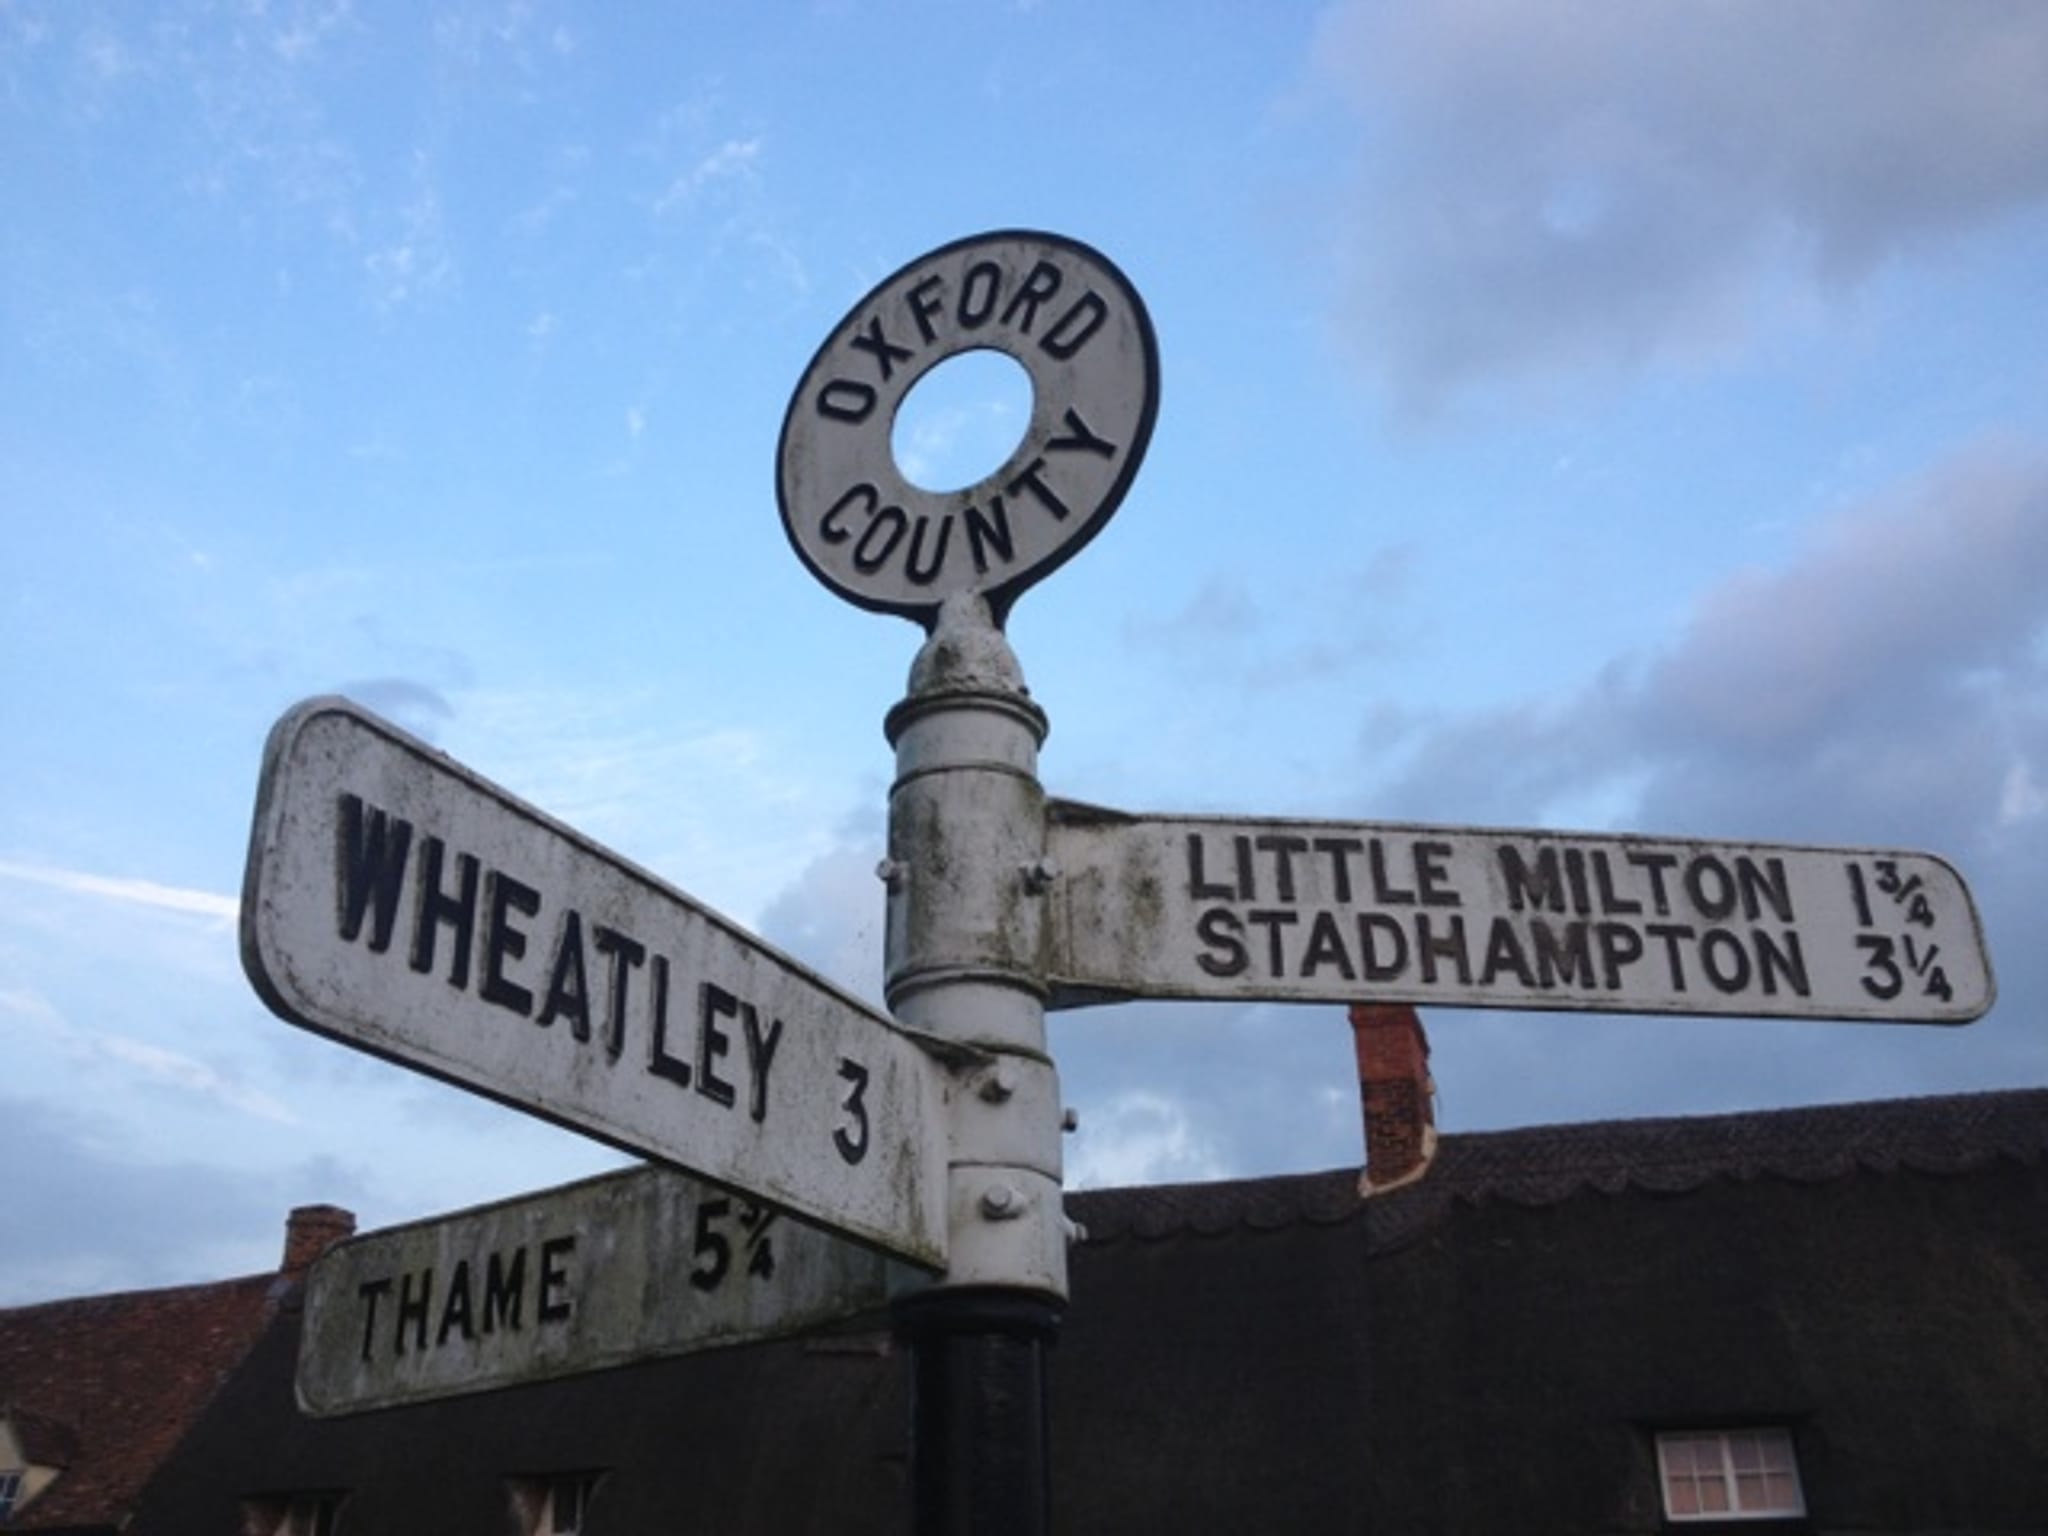 OXFORD
COUNTY
LITTLE MILTON 1¾
STADHAMPTON 3¼
WHEATLEY 3
THAME 5¾